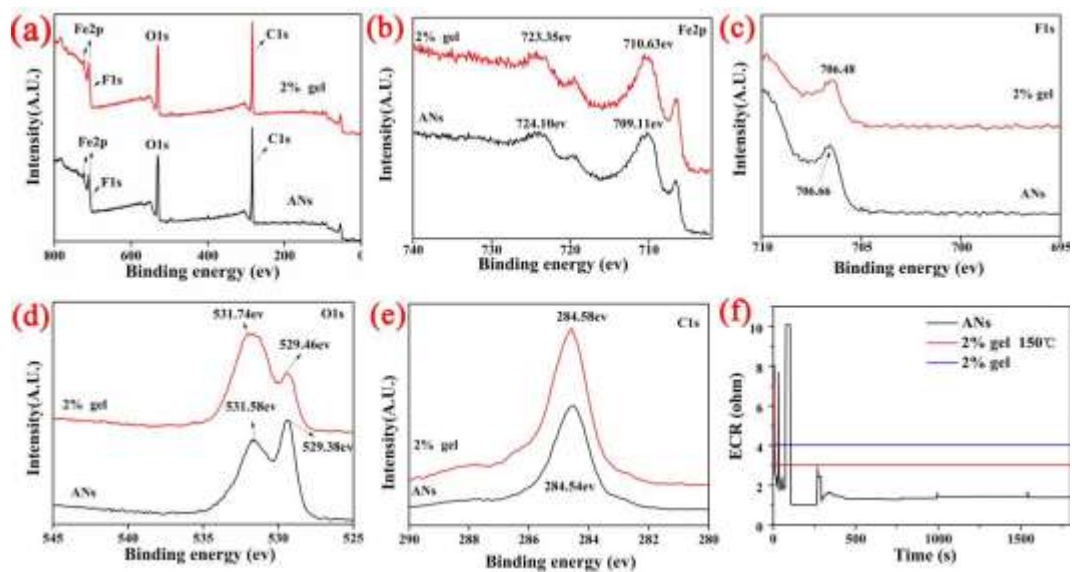 (a)
Fe2p
F1s
O1s
C1s
2% gel
Fe2p
F1s
O1s
C1s
ANs
Intensity(A.U.)
800 600 400 200 0
Binding energy (ev)
(b)
Fe2p
2% gel
723.35ev
710.63ev
ANs
724.10ev
709.11ev
Intensity(A.U.)
740 730 720 710
Binding energy (ev)
(c)
F1s
706.48
2% gel
706.66
ANs
Intensity(A.U.)
710 705 700 695
Binding energy (ev)
(d)
O1s
531.74ev
529.46ev
2% gel
531.58ev
529.38ev
ANs
Intensity(A.U.)
545 540 535 530 525
Binding energy (ev)
(e)
C1s
284.58ev
2% gel
ANs
284.54ev
Intensity(A.U.)
290 288 286 284 282 280
Binding energy (ev)
(f)
ANs
2% gel 150℃
2% gel
ECR (ohm)
10
8
6
4
2
0
0 500 1000 1500
Time (s)